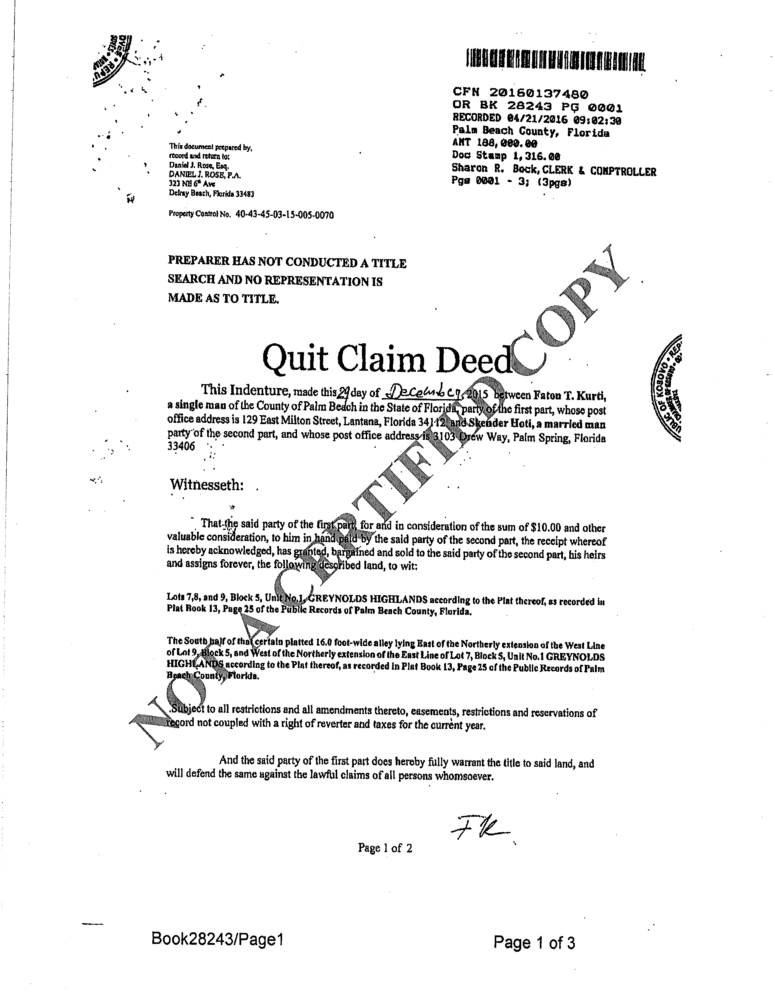 CFN 20160137480
OR BK 28243 PG 0001
RECORDED 04/21/2016 09:02:30
Palm Beach County, Florida
AMT 188,000.00
Doc Stamp 1,316.00
Sharon R. Bock, CLERK & COMPTROLLER
Pgs 0001 - 3; (3pgs)
This document prepared by,
record and return to:
Daniel J. Rose, Esq.
DANIEL J. ROSE, P.A.
323 NE 6th Ave
Delray Beach, Florida 33483
Property Control No. 40-43-45-03-15-005-0070
PREPARER HAS NOT CONDUCTED A TITLE
SEARCH AND NO REPRESENTATION IS
MADE AS TO TITLE.
Quit Claim Deed
This Indenture, made this 29 day of December, 2015 between Faton T. Kurti,
a single man of the County of Palm Beach in the State of Florida, party of the first part, whose post
office address is 129 East Milton Street, Lantana, Florida 34112 and Skender Hoti, a married man
party of the second part, and whose post office address is 3103 Drew Way, Palm Spring, Florida
33406
UBLIC OF KOSOVO • REP
Witnesseth:
That the said party of the first part, for and in consideration of the sum of $10.00 and other
valuable consideration, to him in hand paid by the said party of the second part, the receipt whereof
is hereby acknowledged, has granted, bargained and sold to the said party of the second part, his heirs
and assigns forever, the following described land, to wit:
Lots 7,8, and 9, Block 5, Unit No.1, GREYNOLDS HIGHLANDS according to the Plat thereof, as recorded in
Plat Book 13, Page 25 of the Public Records of Palm Beach County, Florida.
The South half of that certain platted 16.0 foot-wide alley lying East of the Northerly extension of the West Line
of Lot 9, Block 5, and West of the Northerly extension of the East Line of Lot 7, Block 5, Unit No.1 GREYNOLDS
HIGHLANDS according to the Plat thereof, as recorded in Plat Book 13, Page 25 of the Public Records of Palm
Beach County, Florida.
Subject to all restrictions and all amendments thereto, easements, restrictions and reservations of
record not coupled with a right of reverter and taxes for the current year.
And the said party of the first part does hereby fully warrant the title to said land, and
will defend the same against the lawful claims of all persons whomsoever.
FK
Page 1 of 2
NOT A CERTIFIED COPY
Book28243/Page1
Page 1 of 3